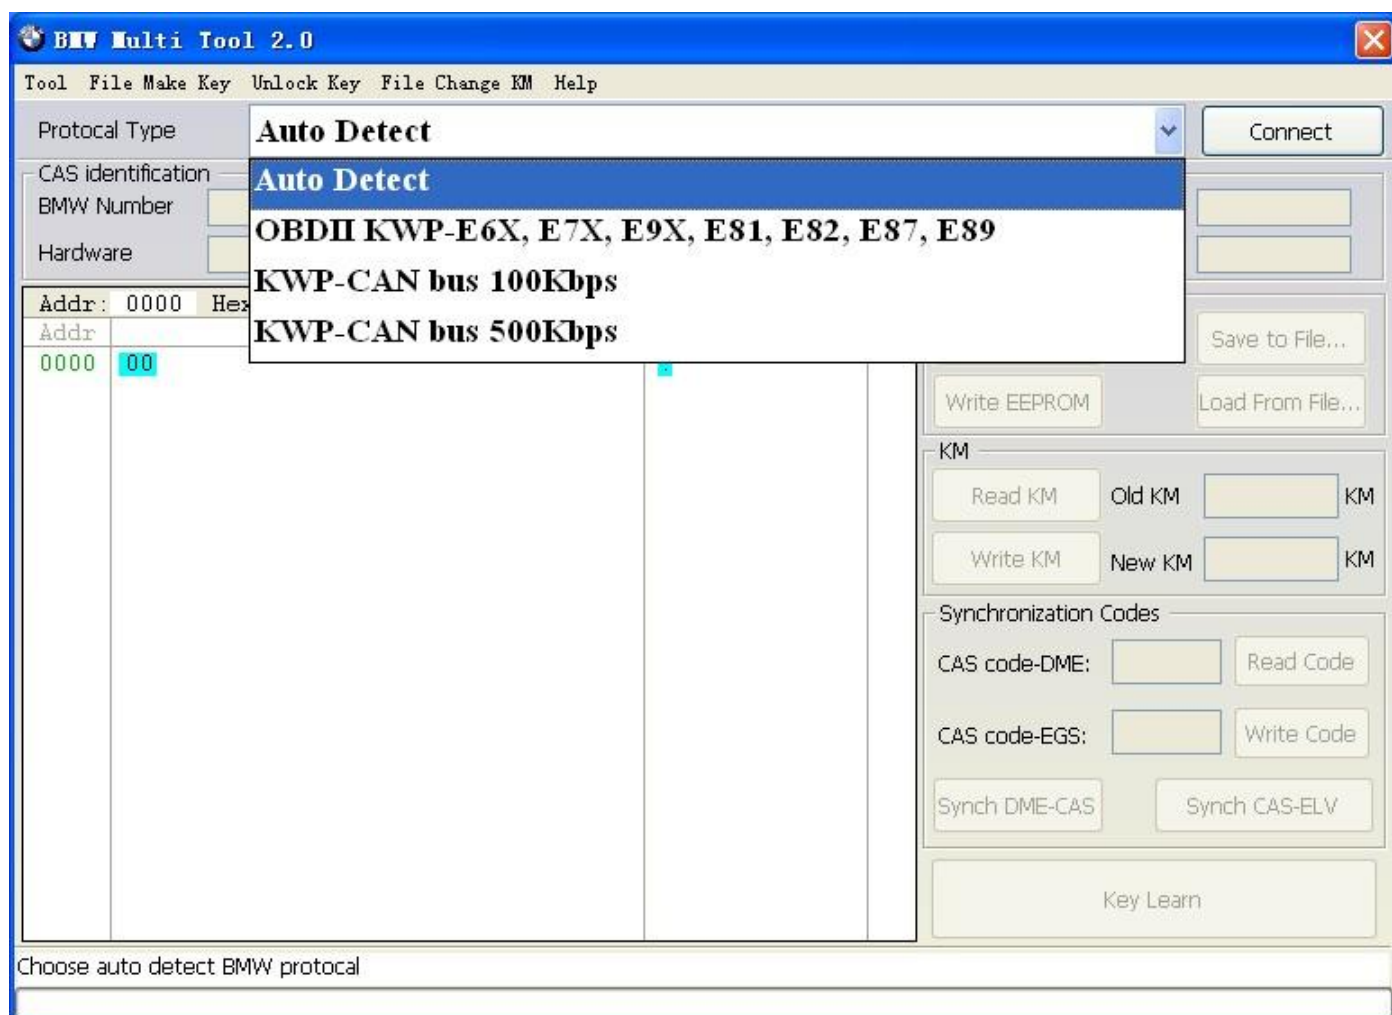 BMW Multi Tool 2.0
Tool File Make Key Unlock Key File Change KM Help
Protocal Type Auto Detect Connect
Auto Detect
OBDII KWP-E6X, E7X, E9X, E81, E82, E87, E89
KWP-CAN bus 100Kbps
KWP-CAN bus 500Kbps
CAS identification
BMW Number
Hardware
Addr: 0000
Addr
0000 00 .
Save to File...
Write EEPROM Load From File...
KM
Read KM Old KM KM
Write KM New KM KM
Synchronization Codes
CAS code-DME: Read Code
CAS code-EGS: Write Code
Synch DME-CAS Synch CAS-ELV
Key Learn
Choose auto detect BMW protocal